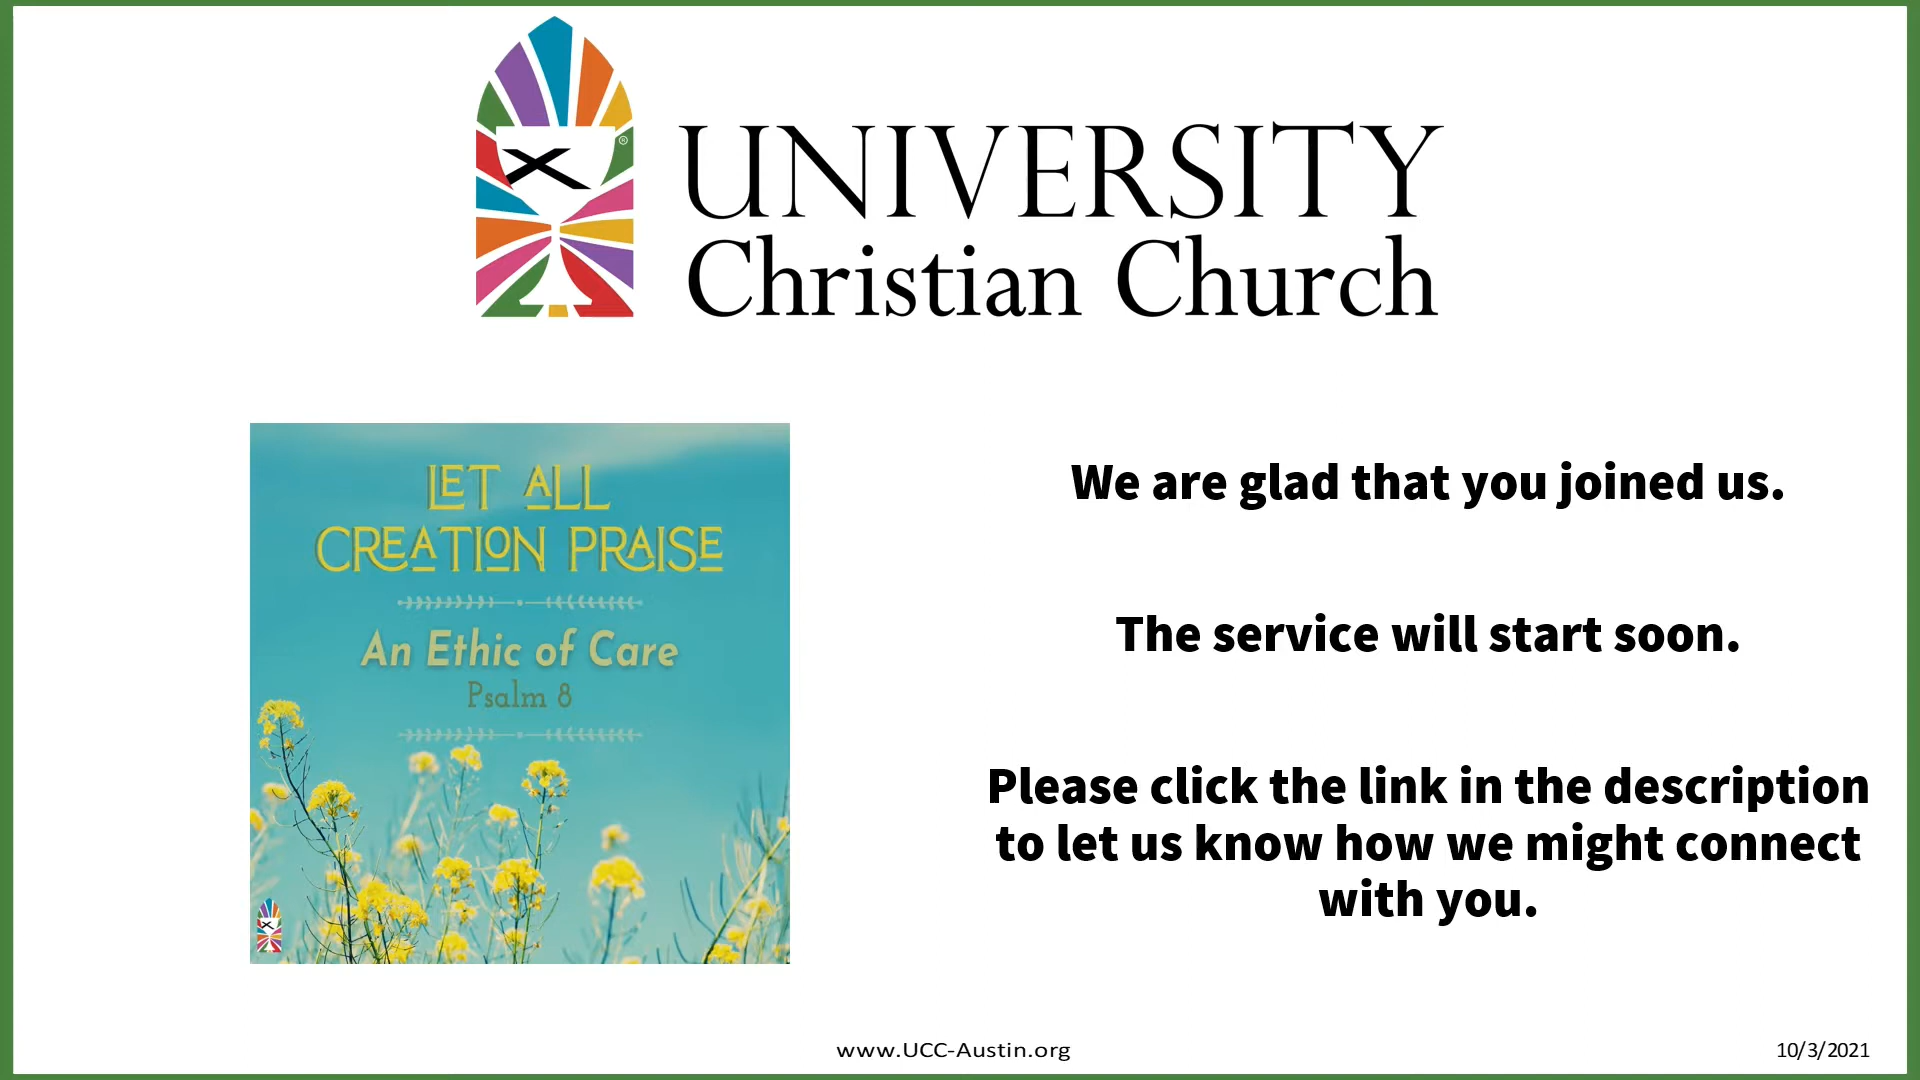 ®
UNIVERSITY
Christian Church
LET ALL
CREATION PRAISE
An Ethic of Care
Psalm 8
We are glad that you joined us.
The service will start soon.
Please click the link in the description
to let us know how we might connect
with you.
www.UCC-Austin.org
10/3/2021